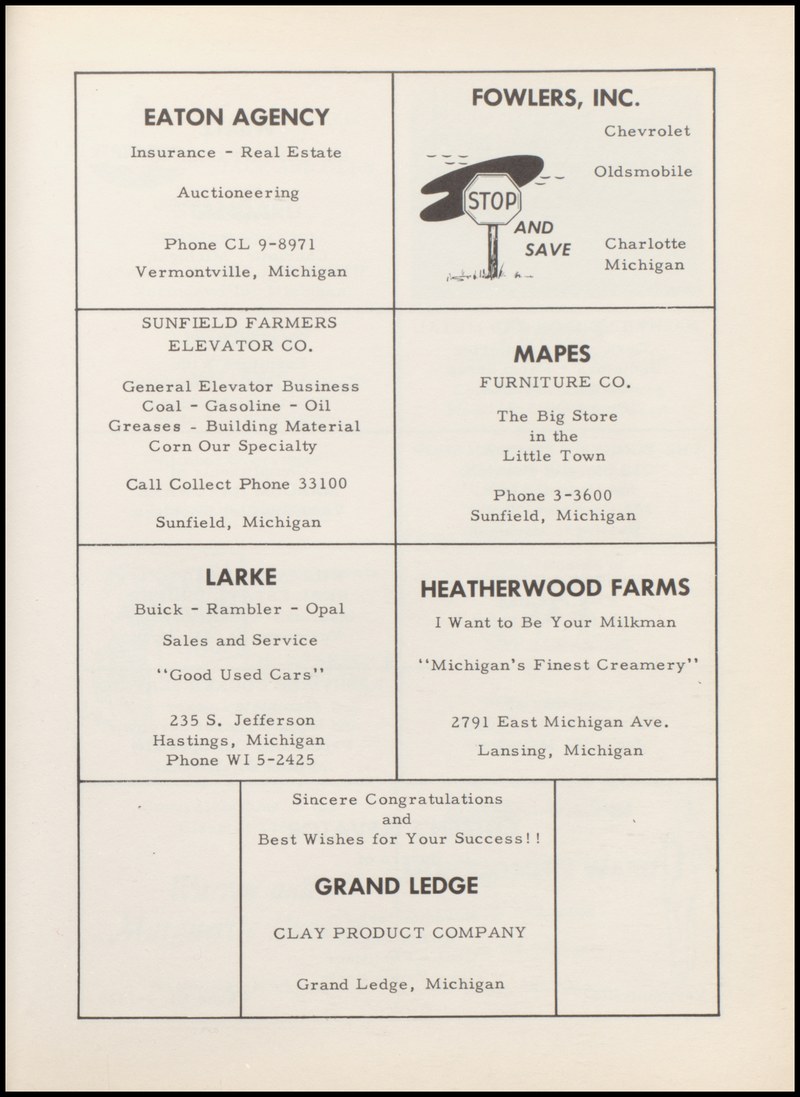 EATON AGENCY
Insurance - Real Estate
Auctioneering
Phone CL 9-8971
Vermontville, Michigan
FOWLERS, INC.
Chevrolet
Oldsmobile
STOP
AND
SAVE
Charlotte
Michigan
SUNFIELD FARMERS
ELEVATOR CO.
General Elevator Business
Coal - Gasoline - Oil
Greases - Building Material
Corn Our Specialty
Call Collect Phone 33100
Sunfield, Michigan
MAPES
FURNITURE CO.
The Big Store
in the
Little Town
Phone 3-3600
Sunfield, Michigan
LARKE
Buick - Rambler - Opal
Sales and Service
"Good Used Cars"
235 S. Jefferson
Hastings, Michigan
Phone WI 5-2425
HEATHERWOOD FARMS
I Want to Be Your Milkman
"Michigan's Finest Creamery"
2791 East Michigan Ave.
Lansing, Michigan
Sincere Congratulations
and
Best Wishes for Your Success!!
GRAND LEDGE
CLAY PRODUCT COMPANY
Grand Ledge, Michigan